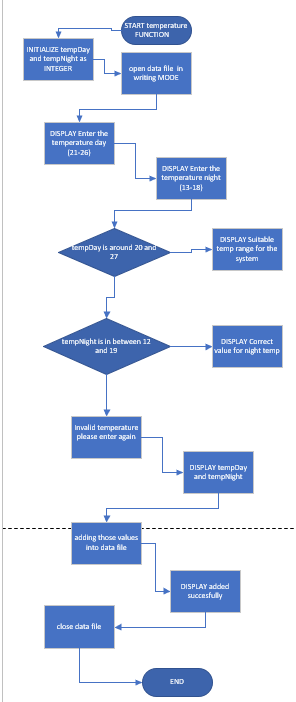 START temperature
FUNCTION
INITIALIZE tempDay
and tempNight as
INTEGER
open data file in
writing MODE
DISPLAY Enter the
temperature day
(21-26)
DISPLAY Enter the
temperature night
(13-18)
tempDay is around 20 and
27
DISPLAY Suitable
temp range for the
system
tempNight is in between 12
and 19
DISPLAY Correct
value for night temp
Invalid temperature
please enter again
DISPLAY tempDay
and tempNight
adding those values
into data file
DISPLAY added
succesfully
close data file
END